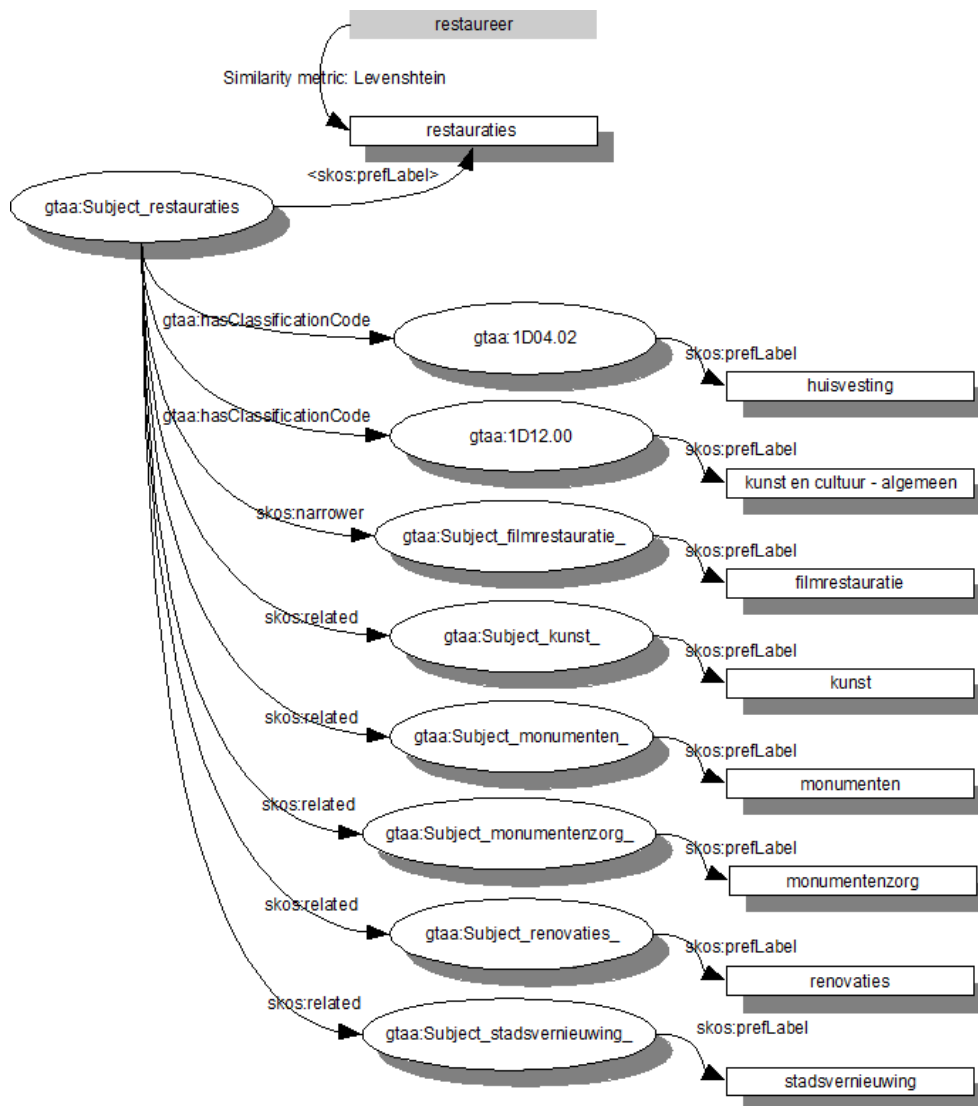 restaureer
Similarity metric: Levenshtein
restauraties
<skos:prefLabel>
gtaa:Subject_restauraties
gtaa:hasClassificationCode
gtaa:1D04.02
skos:prefLabel
huisvesting
gtaa:hasClassificationCode
gtaa:1D12.00
skos:prefLabel
kunst en cultuur - algemeen
skos:narrower
gtaa:Subject_filmrestauratie_
skos:prefLabel
filmrestauratie
skos:related
gtaa:Subject_kunst_
skos:prefLabel
kunst
skos:related
gtaa:Subject_monumenten_
skos:prefLabel
monumenten
skos:related
gtaa:Subject_monumentenzorg_
skos:prefLabel
monumentenzorg
skos:related
gtaa:Subject_renovaties_
skos:prefLabel
renovaties
skos:related
gtaa:Subject_stadsvernieuwing_
skos:prefLabel
stadsvernieuwing